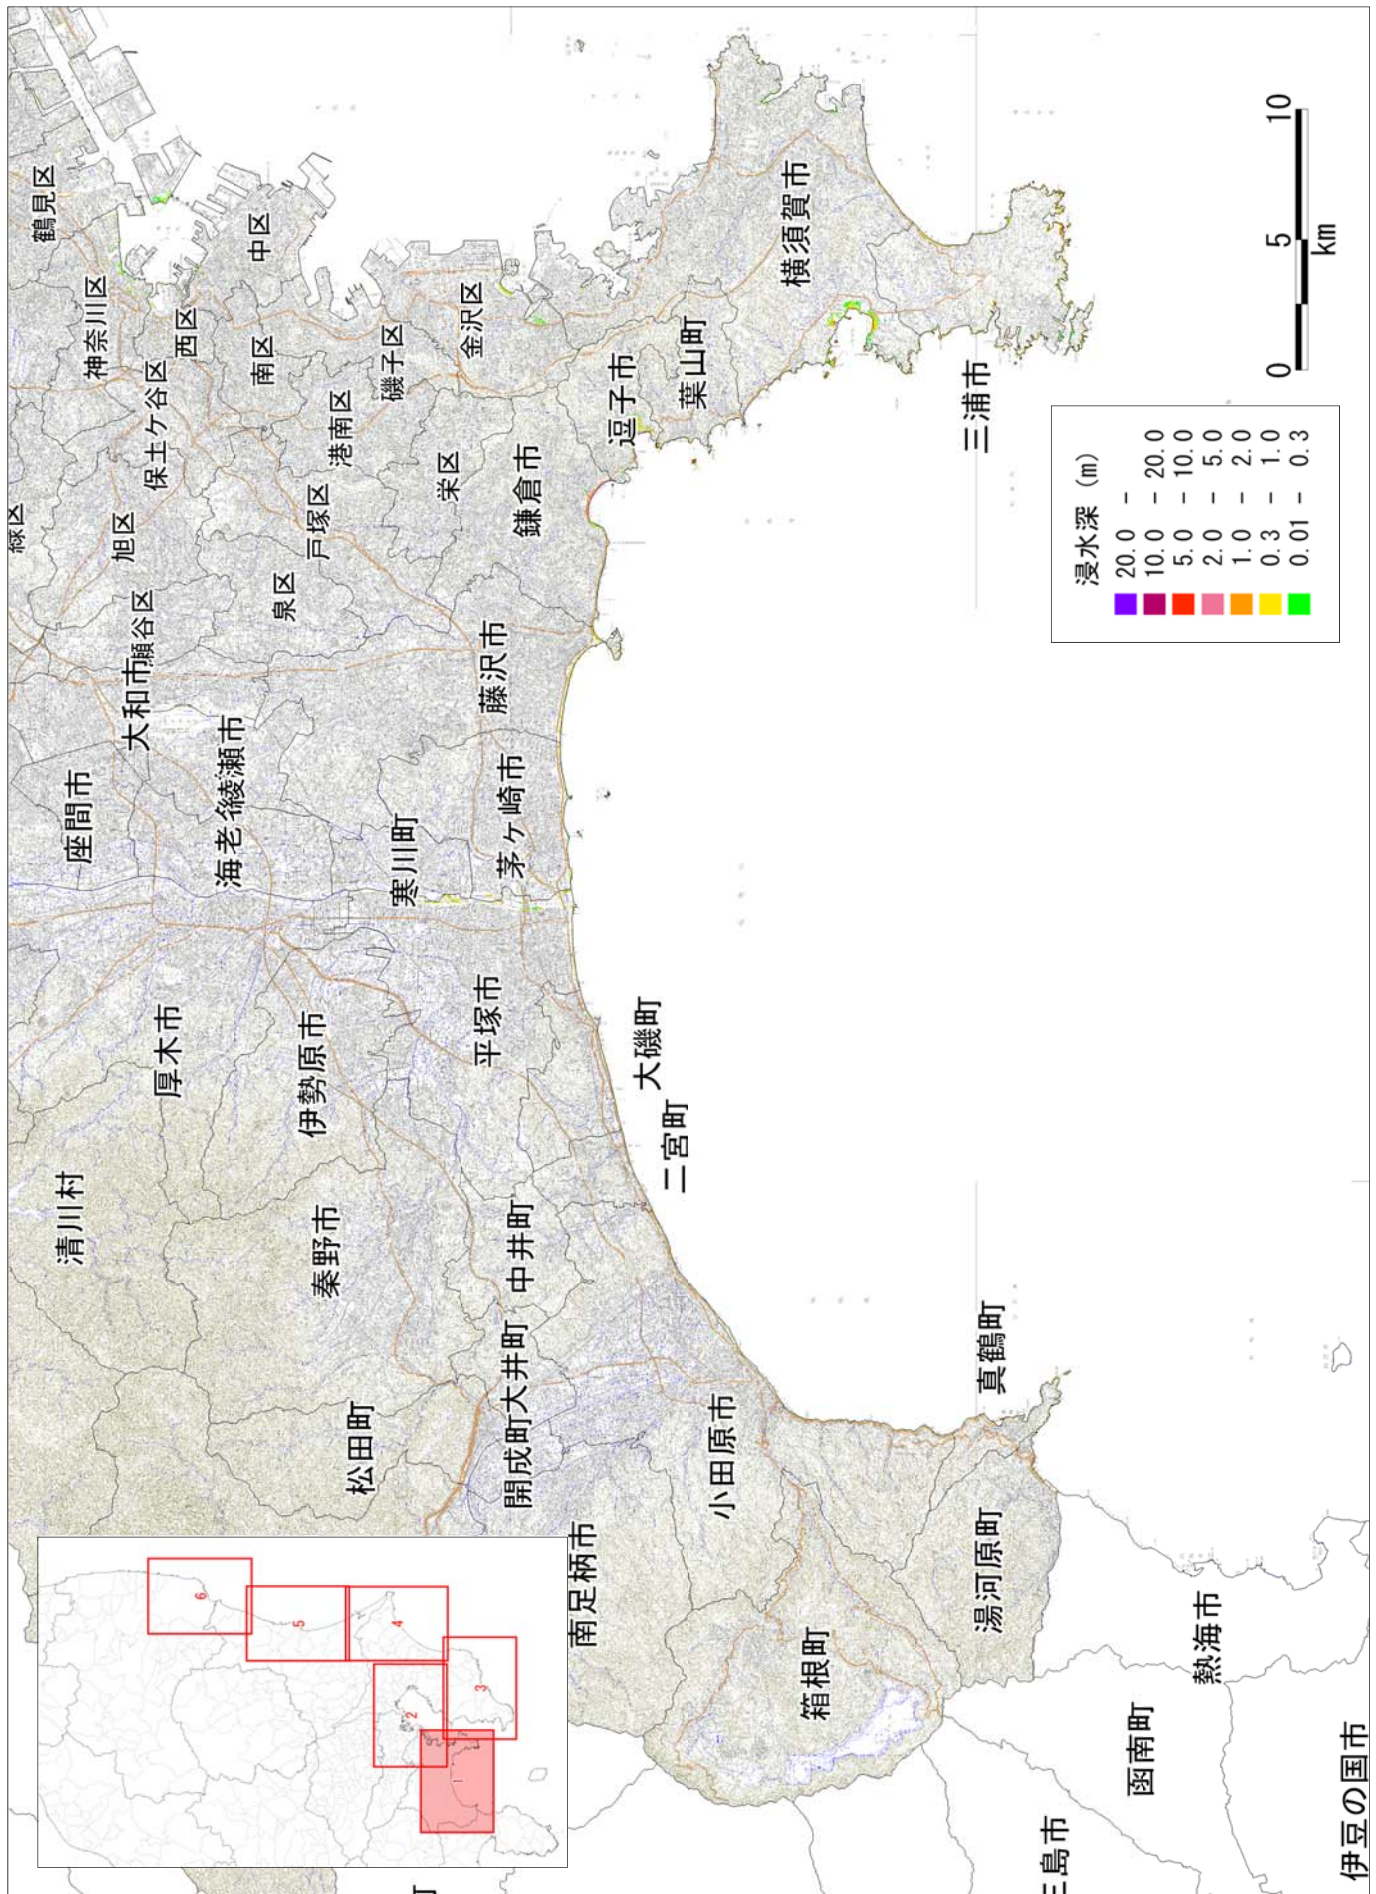 緑区
鶴見区
神奈川区
西区
中区
保土ケ谷区
南区
旭区
港南区
磯子区
金沢区
瀬谷区
大和市
泉区
戸塚区
栄区
鎌倉市
逗子市
葉山町
横須賀市
三浦市
座間市
綾瀬市
海老名
寒川町
茅ヶ崎市
藤沢市
厚木市
伊勢原市
平塚市
大磯町
二宮町
清川村
秦野市
中井町
大井町
開成町
松田町
小田原市
南足柄市
箱根町
湯河原町
真鶴町
熱海市
函南町
三島市
伊豆の国市
町
浸水深 (m)
20.0 -
10.0 - 20.0
5.0 - 10.0
2.0 - 5.0
1.0 - 2.0
0.3 - 1.0
0.01 - 0.3
0 5 10
km
1
2
3
4
5
6